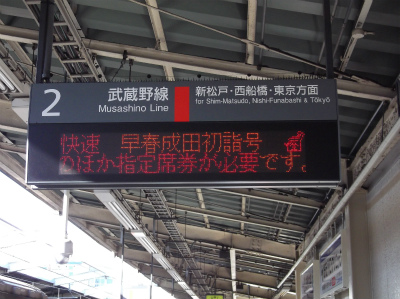 2 武蔵野線 新松戸・西船橋・東京方面
Musashino Line for Shim-Matsudo, Nishi-Funabashi & Tōkyō
快速 早春成田初詣号
のほか指定席券が必要です。